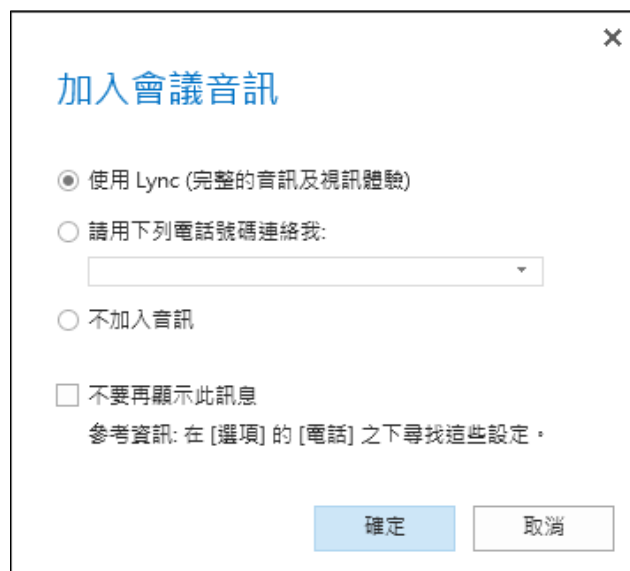 加入會議音訊
使用 Lync (完整的音訊及視訊體驗)
請用下列電話號碼連絡我:
不加入音訊
不要再顯示此訊息
參考資訊: 在 [選項] 的 [電話] 之下尋找這些設定。
確定
取消